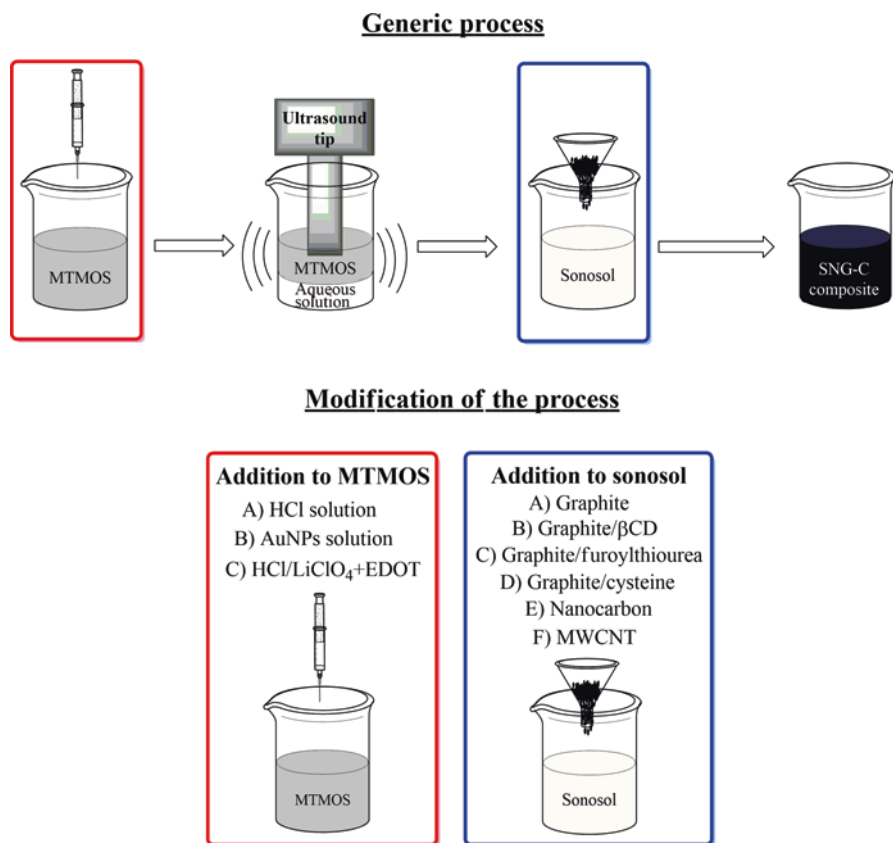 Generic process
Ultrasound
tip
MTMOS
MTMOS
Aqueous
solution
Sonosol
SNG-C
composite
Modification of the process
Addition to MTMOS
A) HCl solution
B) AuNPs solution
C) HCl/LiClO₄+EDOT
MTMOS
Addition to sonosol
A) Graphite
B) Graphite/βCD
C) Graphite/furoylthiourea
D) Graphite/cysteine
E) Nanocarbon
F) MWCNT
Sonosol